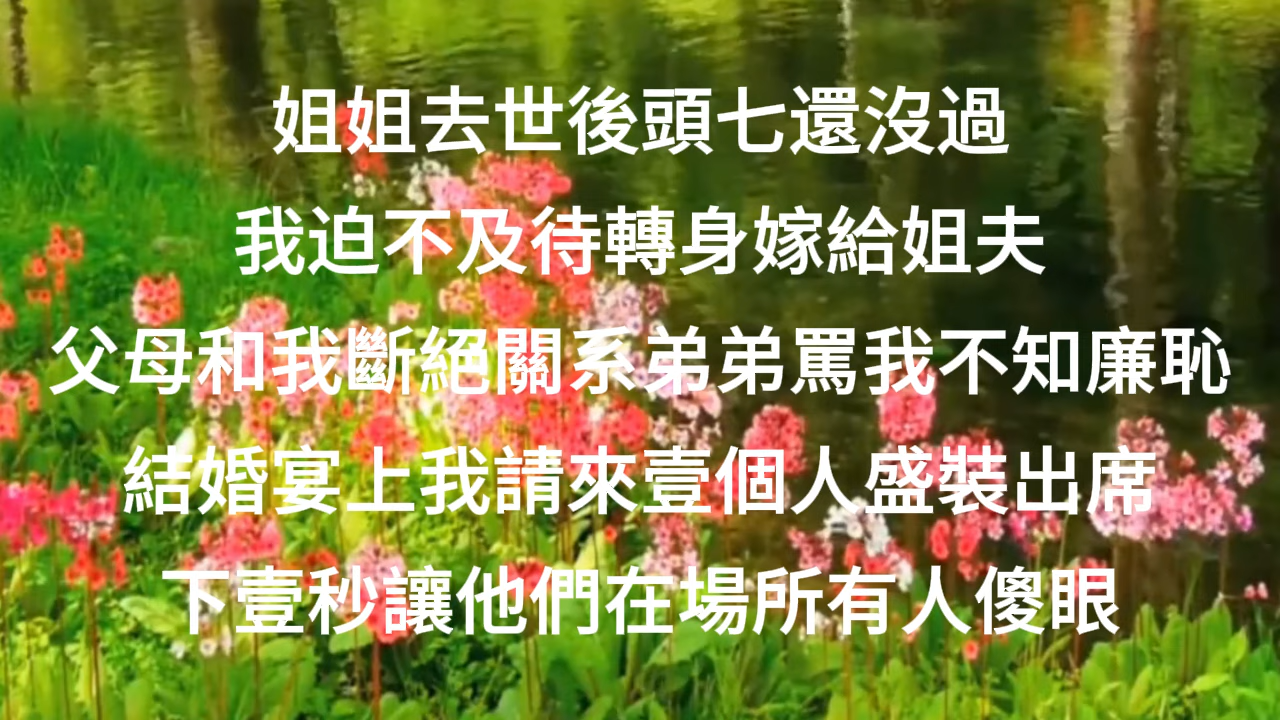 姐姐去世後頭七還沒過
我迫不及待轉身嫁給姐夫
父母和我斷絕關系弟弟罵我不知廉恥
結婚宴上我請來壹個人盛裝出席
下壹秒讓他們在場所有人傻眼